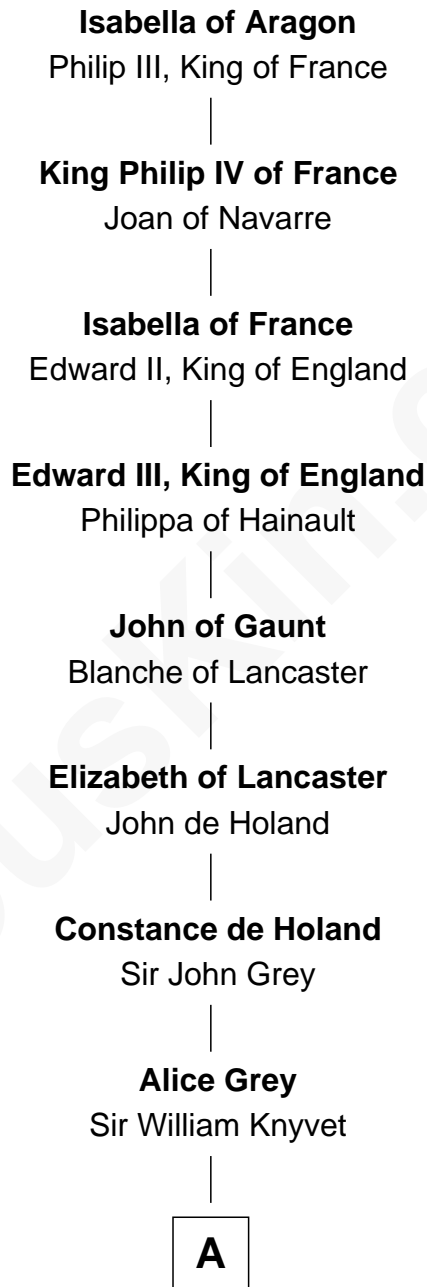 Isabella of Aragon
Philip III, King of France
King Philip IV of France
Joan of Navarre
Isabella of France
Edward II, King of England
Edward III, King of England
Philippa of Hainault
John of Gaunt
Blanche of Lancaster
Elizabeth of Lancaster
John de Holand
Constance de Holand
Sir John Grey
Alice Grey
Sir William Knyvet
A